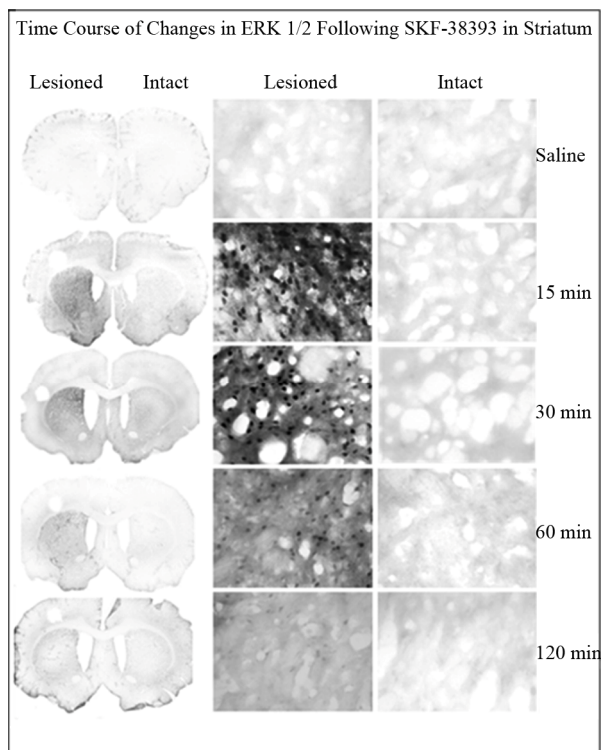 Time Course of Changes in ERK 1/2 Following SKF-38393 in Striatum
Lesioned Intact Lesioned Intact
Saline
15 min
30 min
60 min
120 min